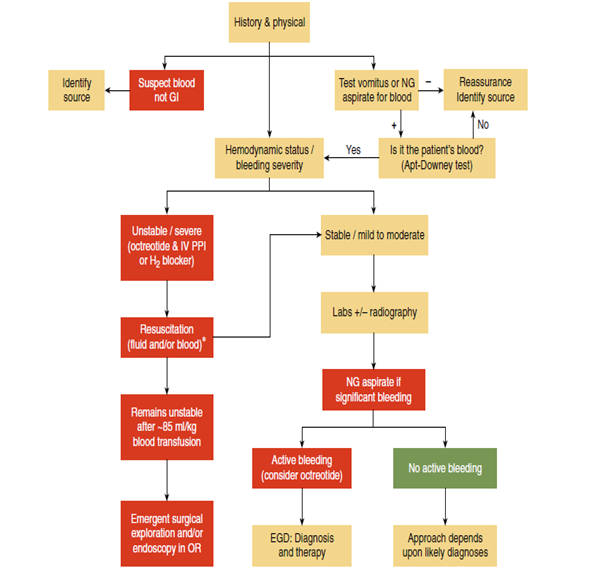 History & physical
Identify
source
Suspect blood
not GI
Test vomitus or NG
aspirate for blood
–
Reassurance
Identify source
+
No
Hemodynamic status /
bleeding severity
Yes
Is it the patient's blood?
(Apt-Downey test)
Unstable / severe
(octreotide & IV PPI
or H₂ blocker)
Stable / mild to moderate
Labs +/– radiography
Resuscitation
(fluid and/or blood)*
NG aspirate if
significant bleeding
Remains unstable
after ~85 ml/kg
blood transfusion
Active bleeding
(consider octreotide)
No active bleeding
Emergent surgical
exploration and/or
endoscopy in OR
EGD: Diagnosis
and therapy
Approach depends
upon likely diagnoses